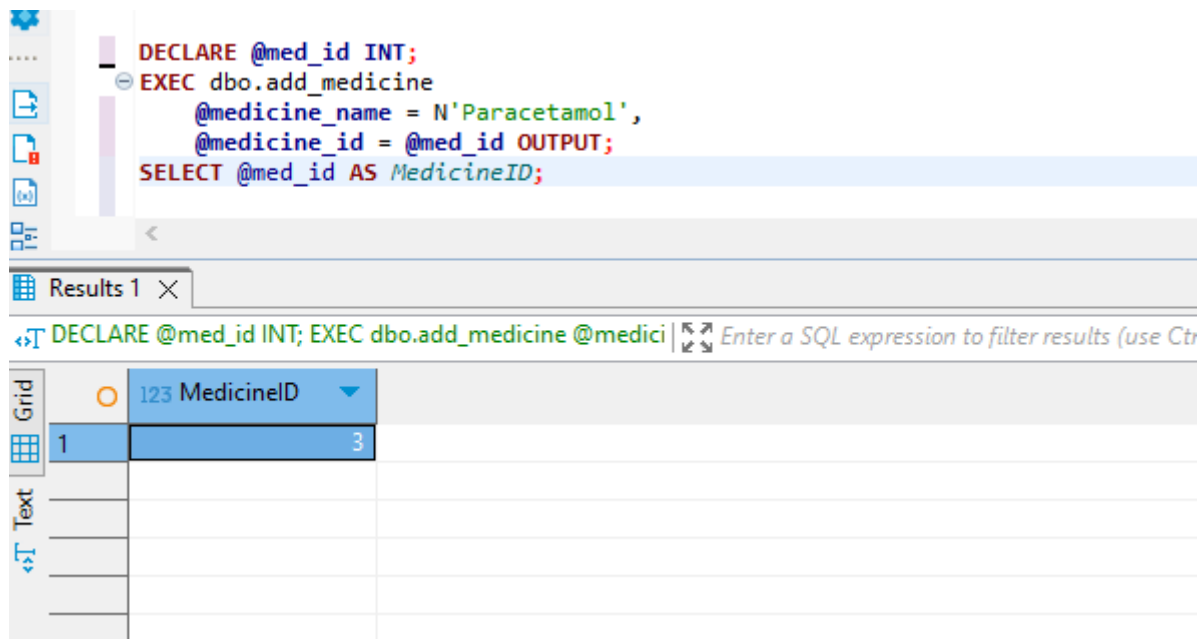 DECLARE @med_id INT;
EXEC dbo.add_medicine
@medicine_name = N'Paracetamol',
@medicine_id = @med_id OUTPUT;
SELECT @med_id AS MedicineID;
Results 1
DECLARE @med_id INT; EXEC dbo.add_medicine @medici Enter a SQL expression to filter results (use Ctr
Grid
123 MedicineID
1 3
Text